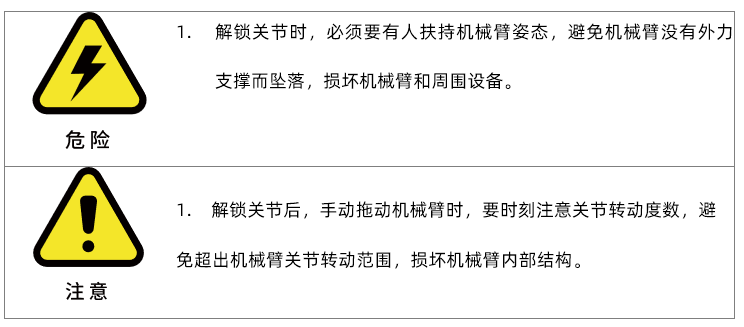 1. 解锁关节时，必须要有人扶持机械臂姿态，避免机械臂没有外力
支撑而坠落，损坏机械臂和周围设备。
危险
1. 解锁关节后，手动拖动机械臂时，要时刻注意关节转动度数，避
免超出机械臂关节转动范围，损坏机械臂内部结构。
注意